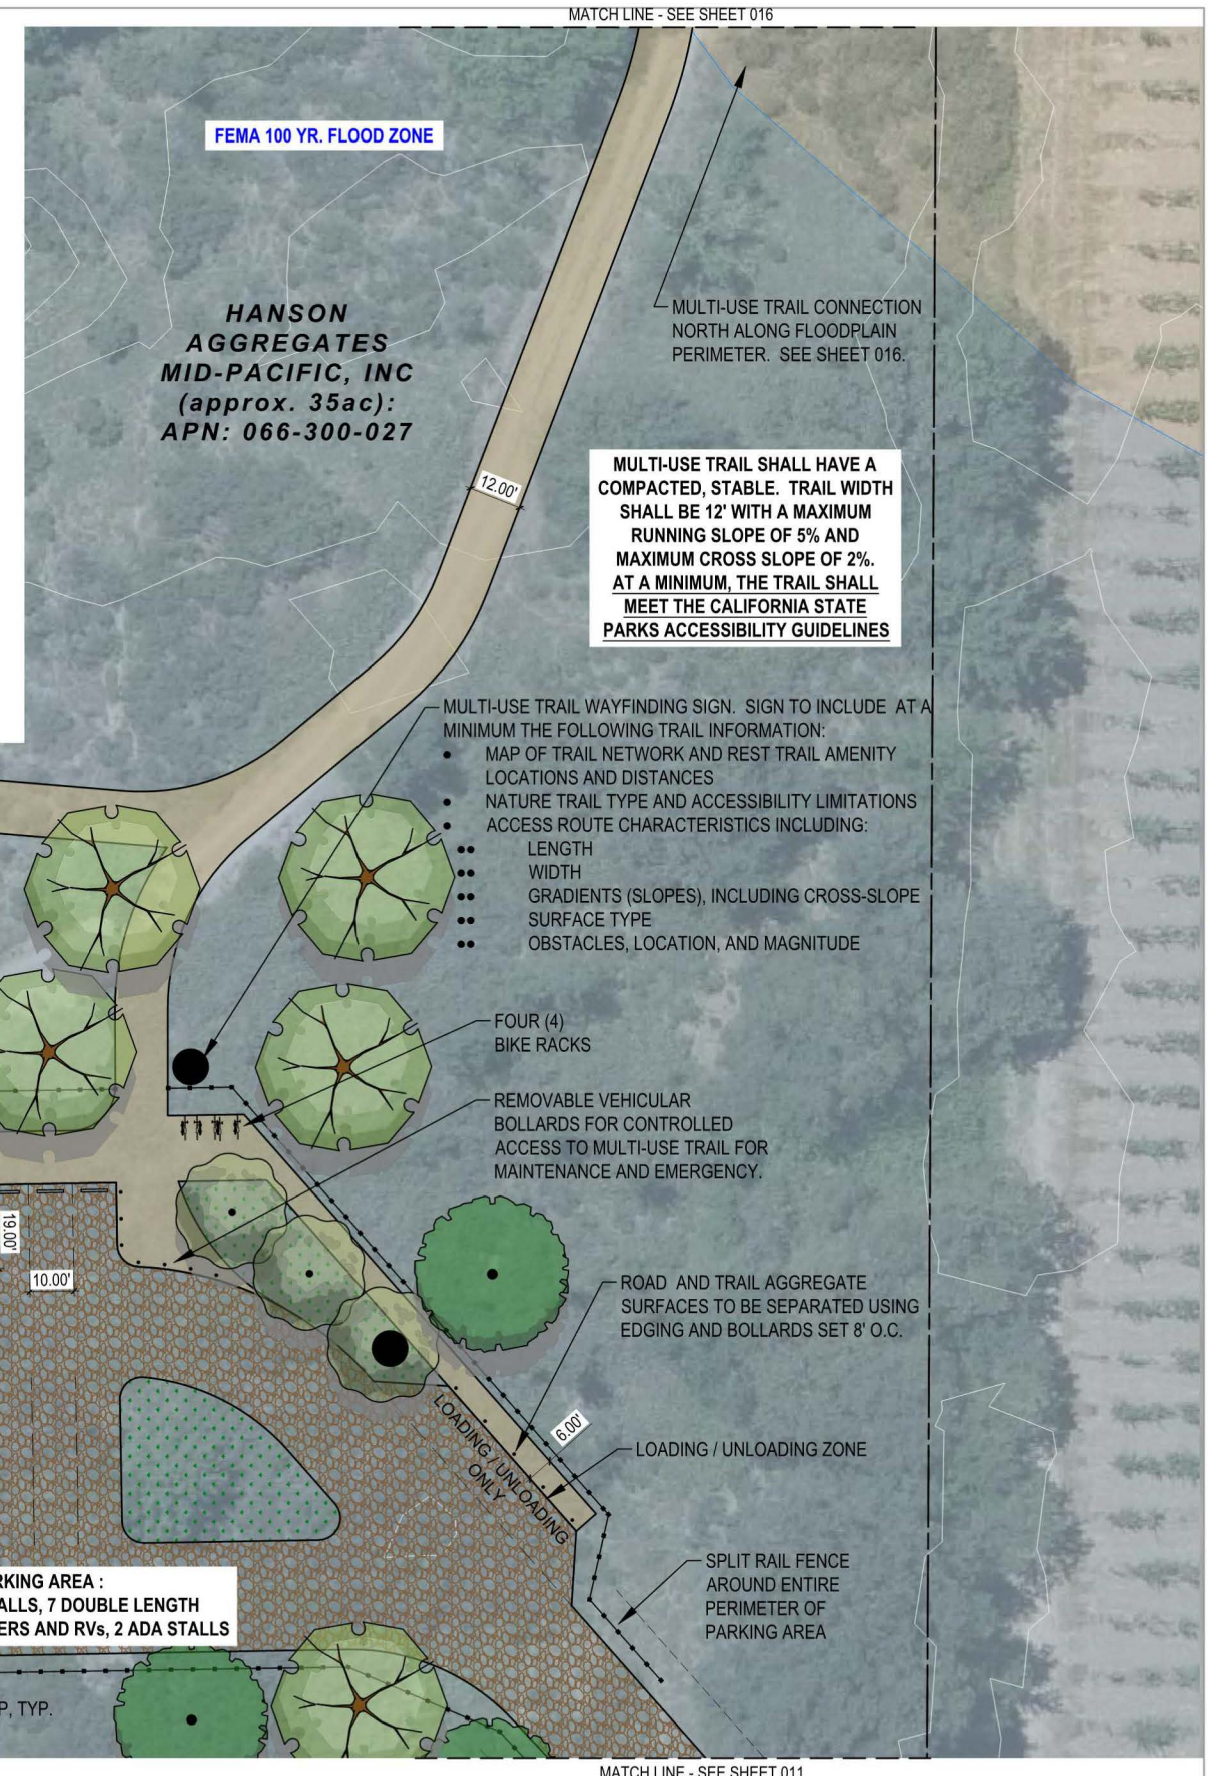 MATCH LINE - SEE SHEET 016
FEMA 100 YR. FLOOD ZONE
HANSON
AGGREGATES
MID-PACIFIC, INC
(approx. 35ac):
APN: 066-300-027
MULTI-USE TRAIL CONNECTION
NORTH ALONG FLOODPLAIN
PERIMETER. SEE SHEET 016.
12.00'
MULTI-USE TRAIL SHALL HAVE A
COMPACTED, STABLE. TRAIL WIDTH
SHALL BE 12' WITH A MAXIMUM
RUNNING SLOPE OF 5% AND
MAXIMUM CROSS SLOPE OF 2%.
AT A MINIMUM, THE TRAIL SHALL
MEET THE CALIFORNIA STATE
PARKS ACCESSIBILITY GUIDELINES
MULTI-USE TRAIL WAYFINDING SIGN. SIGN TO INCLUDE AT A
MINIMUM THE FOLLOWING TRAIL INFORMATION:
• MAP OF TRAIL NETWORK AND REST TRAIL AMENITY
LOCATIONS AND DISTANCES
• NATURE TRAIL TYPE AND ACCESSIBILITY LIMITATIONS
• ACCESS ROUTE CHARACTERISTICS INCLUDING:
•• LENGTH
•• WIDTH
•• GRADIENTS (SLOPES), INCLUDING CROSS-SLOPE
•• SURFACE TYPE
•• OBSTACLES, LOCATION, AND MAGNITUDE
FOUR (4)
BIKE RACKS
REMOVABLE VEHICULAR
BOLLARDS FOR CONTROLLED
ACCESS TO MULTI-USE TRAIL FOR
MAINTENANCE AND EMERGENCY.
19.00'
10.00'
ROAD AND TRAIL AGGREGATE
SURFACES TO BE SEPARATED USING
EDGING AND BOLLARDS SET 8' O.C.
6.00'
LOADING / UNLOADING
ONLY
LOADING / UNLOADING ZONE
SPLIT RAIL FENCE
AROUND ENTIRE
PERIMETER OF
PARKING AREA
RKING AREA :
ALLS, 7 DOUBLE LENGTH
ERS AND RVs, 2 ADA STALLS
P, TYP.
MATCH LINE - SEE SHEET 011